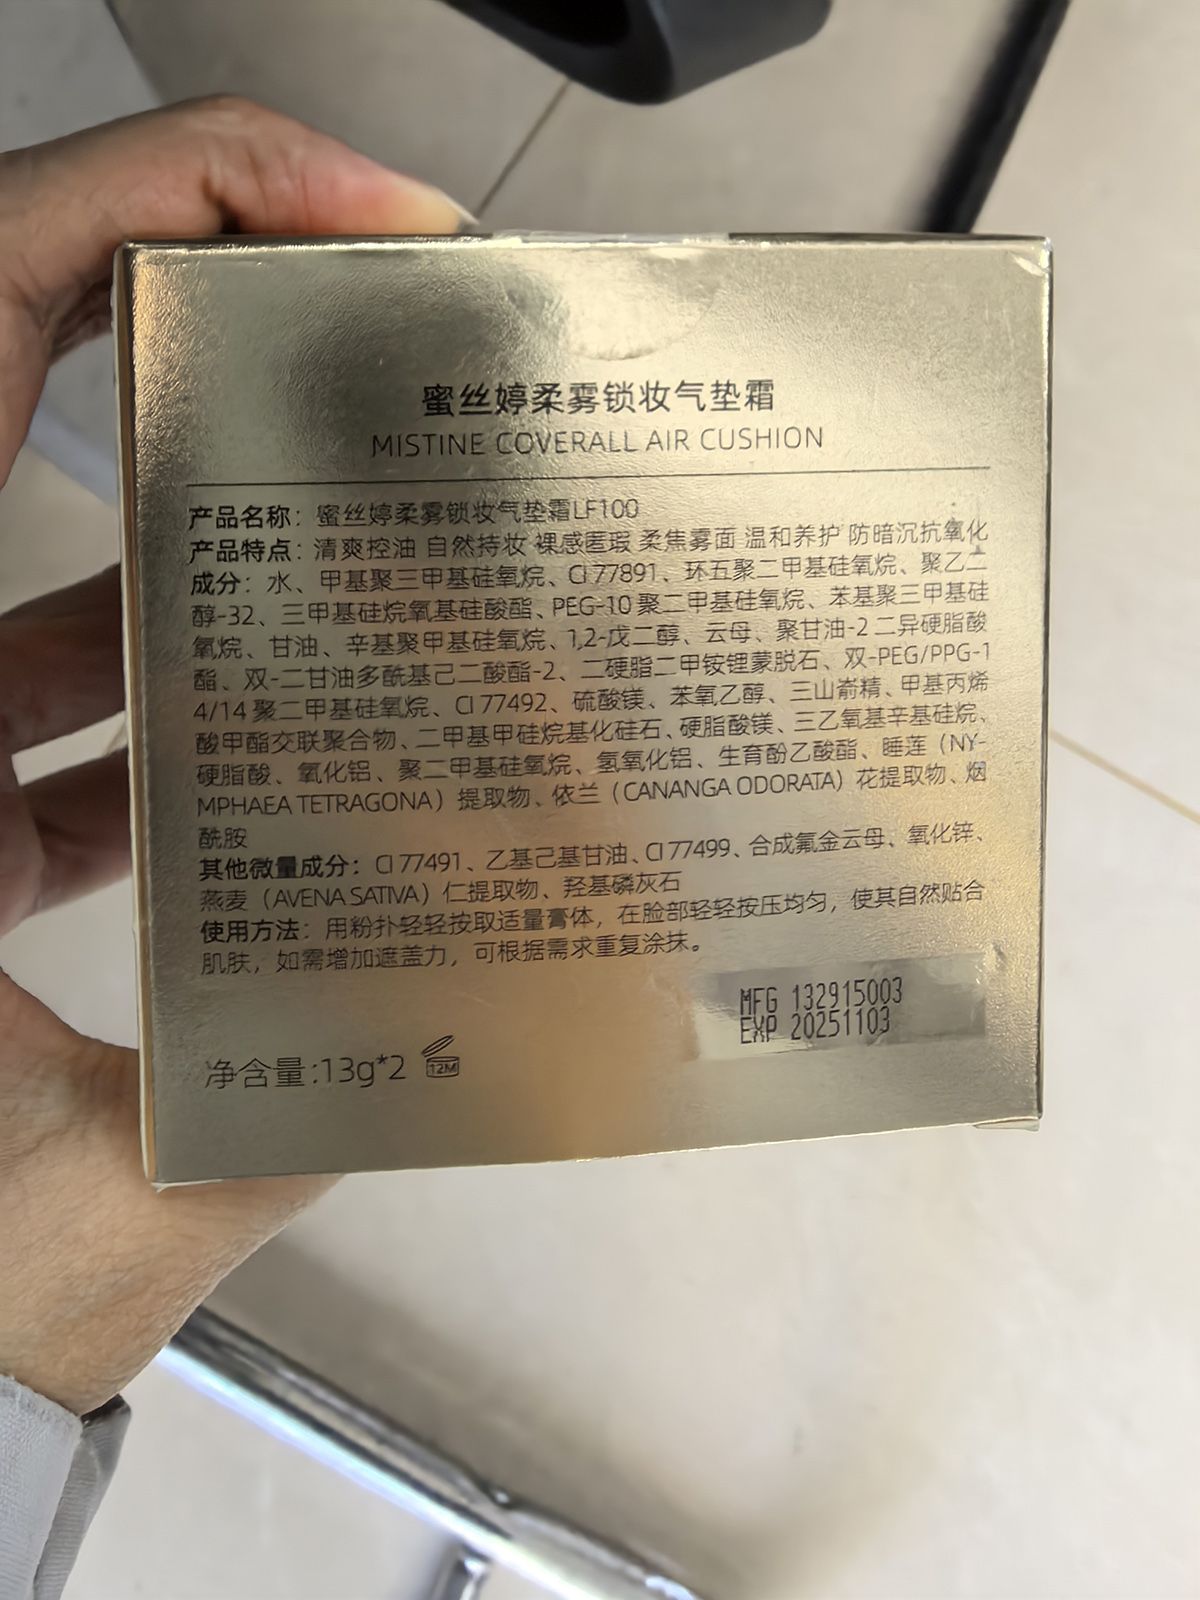 蜜丝婷柔雾锁妆气垫霜
MISTINE COVERALL AIR CUSHION
产品名称：蜜丝婷柔雾锁妆气垫霜LF100
产品特点：清爽控油 自然持妆 裸感匿瑕 柔焦雾面 温和养护 防暗沉抗氧化
成分：水、甲基聚三甲基硅氧烷、CI 77891、环五聚二甲基硅氧烷、聚乙二
醇-32、三甲基硅烷氧基硅酸酯、PEG-10 聚二甲基硅氧烷、苯基聚三甲基硅
氧烷、甘油、辛基聚甲基硅氧烷、1,2-戊二醇、云母、聚甘油-2 二异硬脂酸
酯、双-二甘油多酰基己二酸酯-2、二硬脂二甲铵锂蒙脱石、双-PEG/PPG-1
4/14 聚二甲基硅氧烷、CI 77492、硫酸镁、苯氧乙醇、三山嵛精、甲基丙烯
酸甲酯交联聚合物、二甲基甲硅烷基化硅石、硬脂酸镁、三乙氧基辛基硅烷、
硬脂酸、氧化铝、聚二甲基硅氧烷、氢氧化铝、生育酚乙酸酯、睡莲（NY-
MPHAEA TETRAGONA）提取物、依兰（CANANGA ODORATA）花提取物、烟
酰胺
其他微量成分：CI 77491、乙基己基甘油、CI 77499、合成氟金云母、氧化锌、
燕麦（AVENA SATIVA）仁提取物、羟基磷灰石
使用方法：用粉扑轻轻按取适量膏体，在脸部轻轻按压均匀，使其自然贴合
肌肤，如需增加遮盖力，可根据需求重复涂抹。
MFG 132915003
EXP 20251103
净含量:13g*2
12M